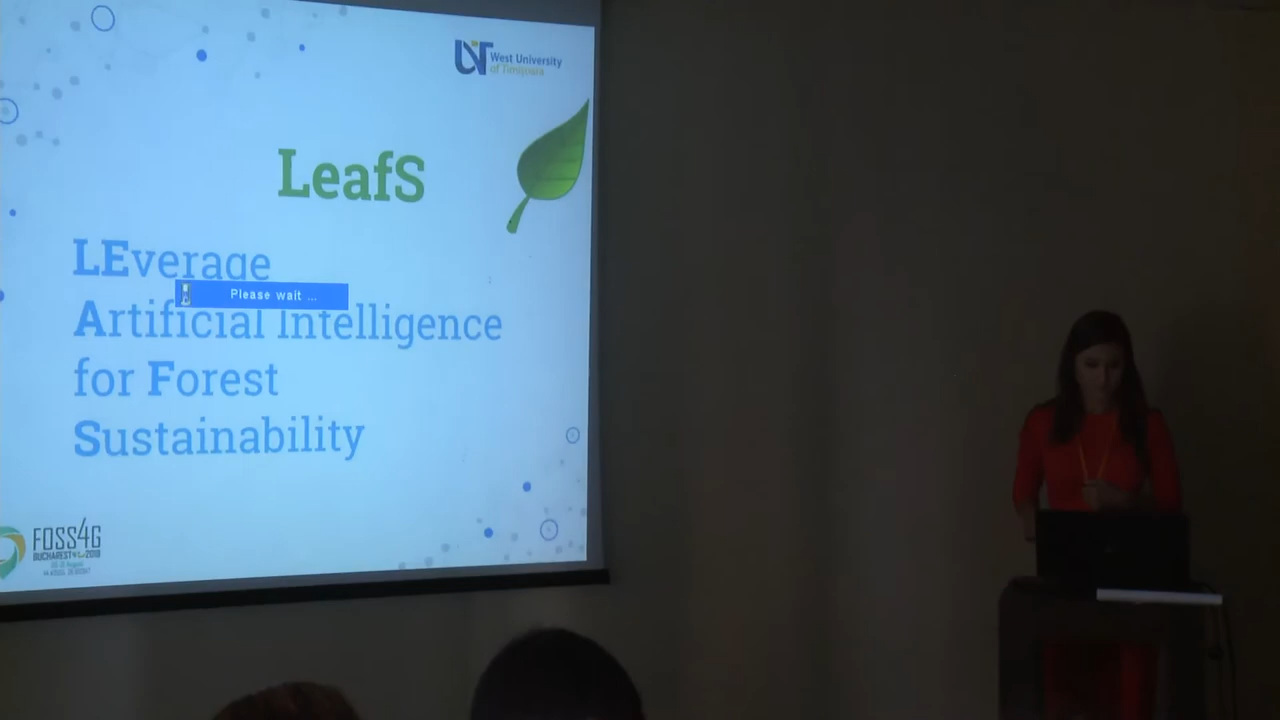 West University
of Timișoara
LeafS
LEverage
Please wait ...
Artificial Intelligence
for Forest
Sustainability
FOSS4G
BUCHAREST 2019